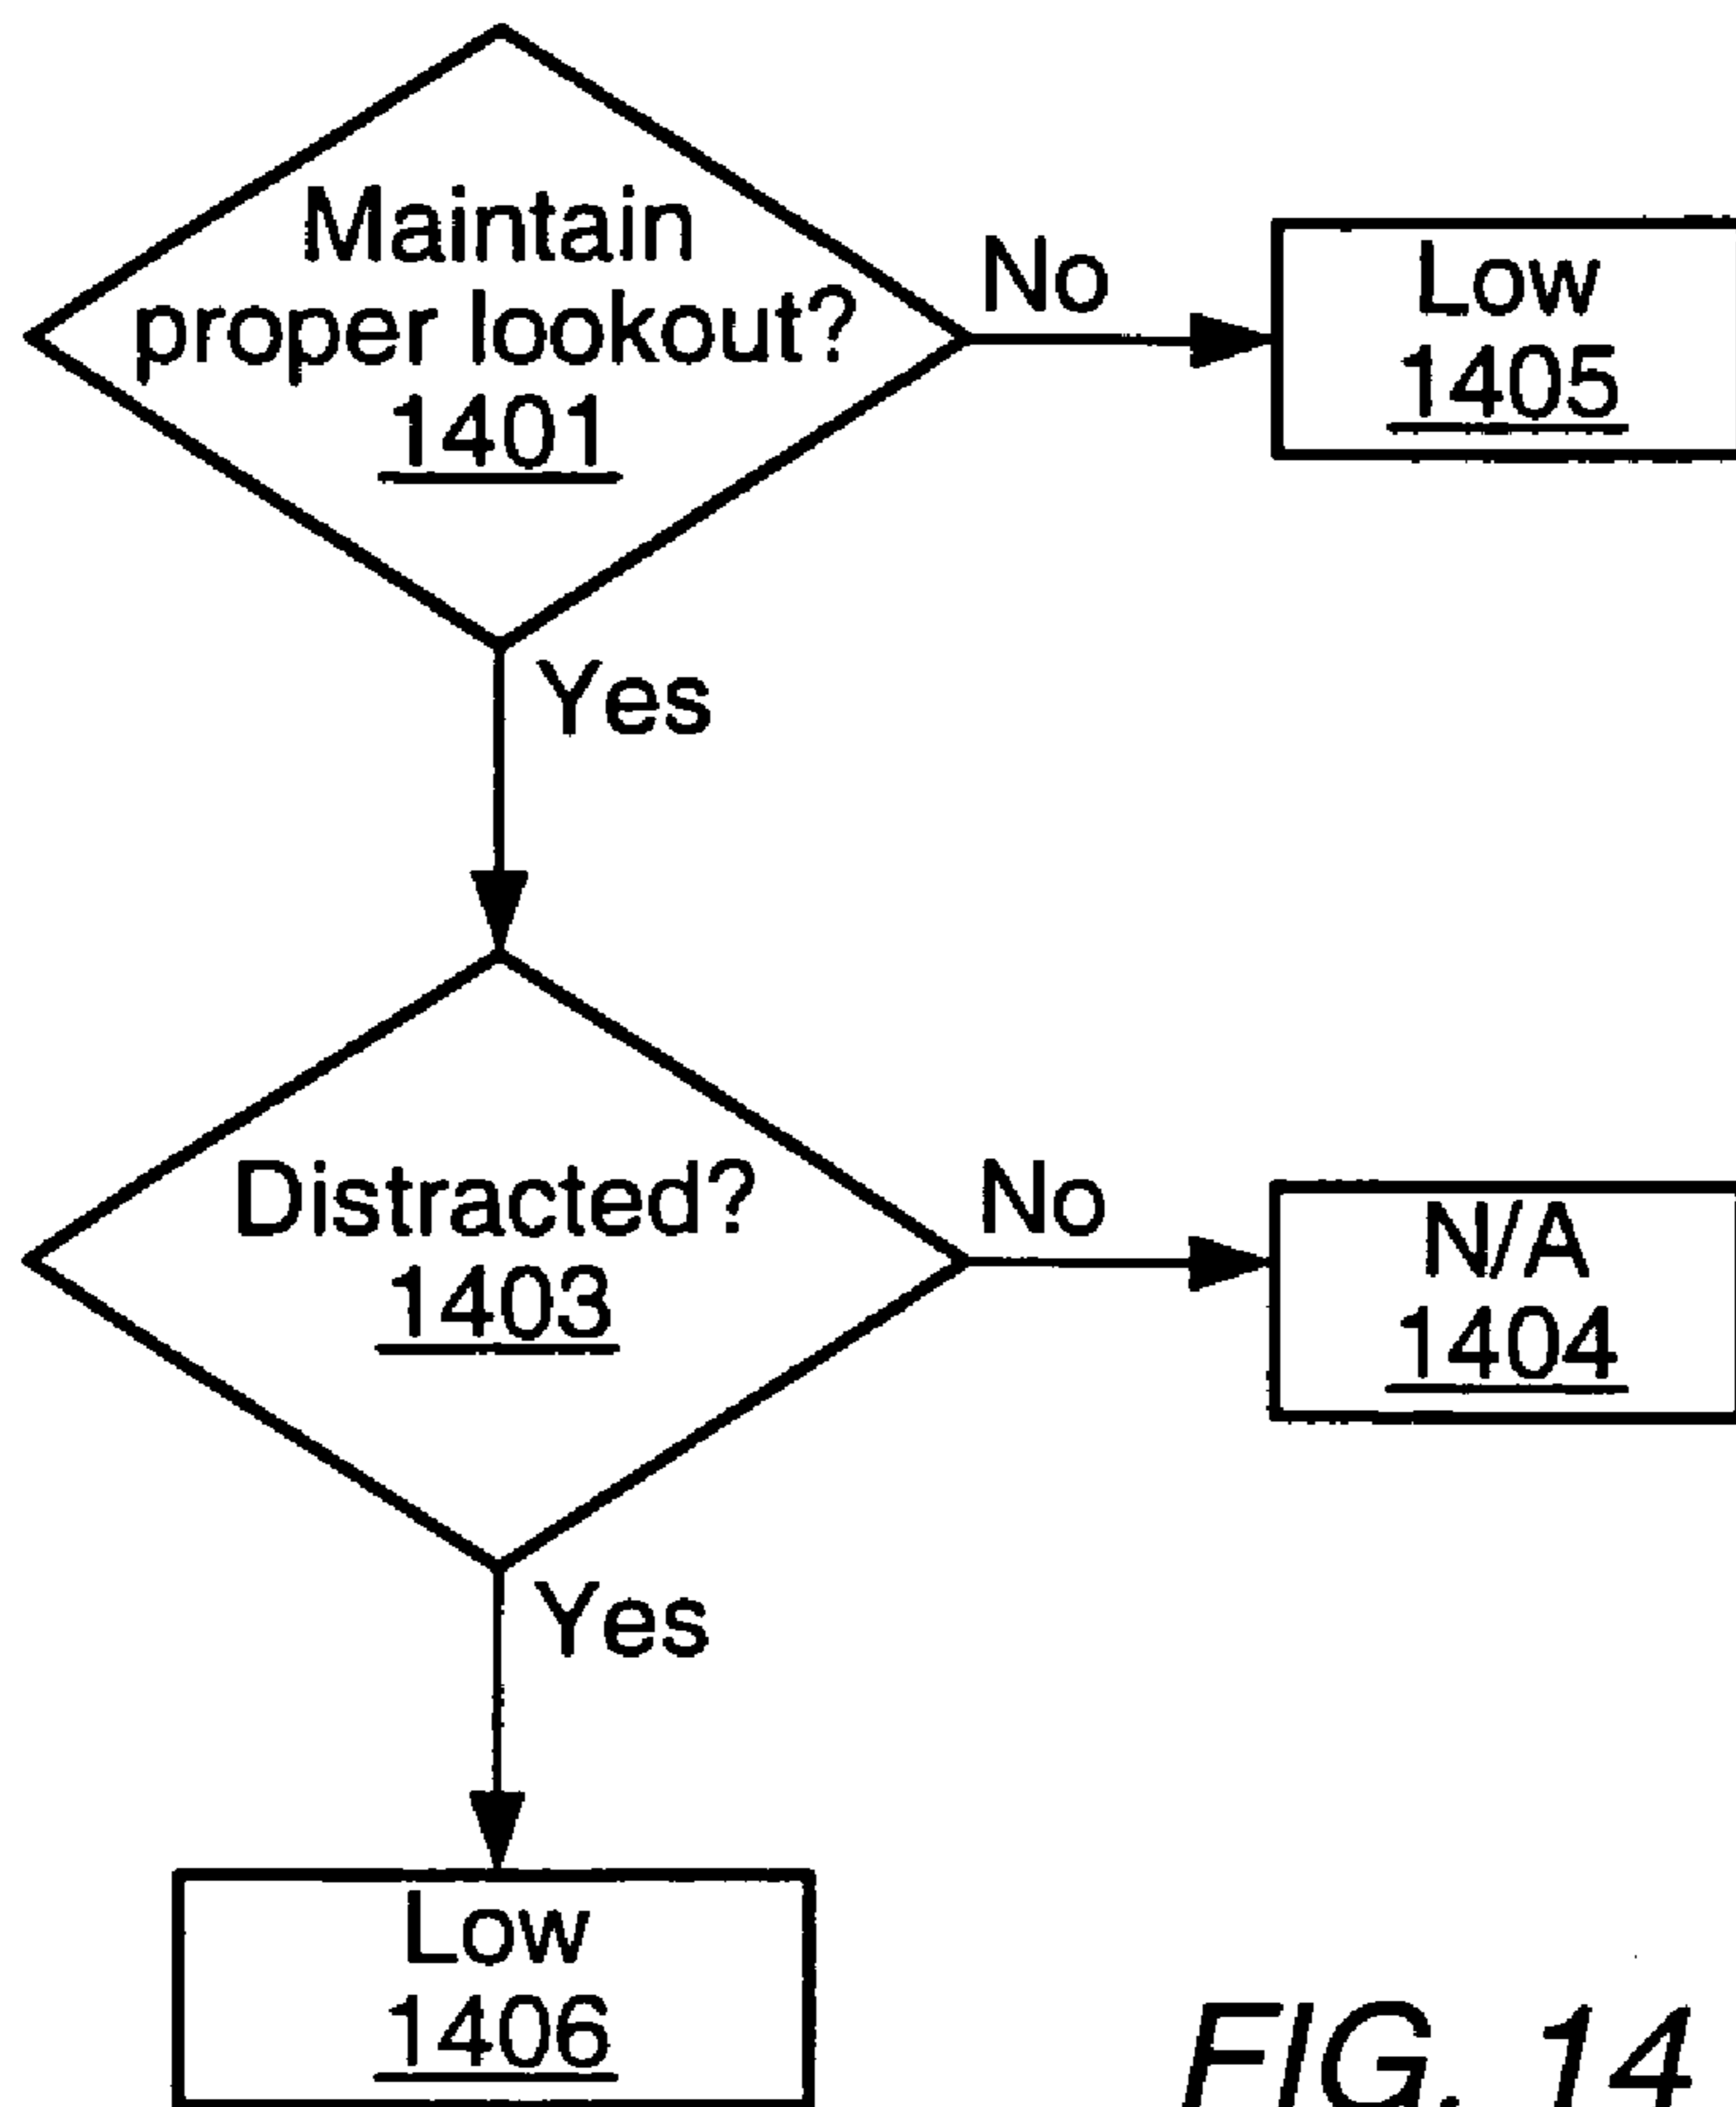 Maintain
proper lookout?
1401
No
Low
1405
Yes
Distracted?
1403
No
N/A
1404
Yes
Low
1406
FIG. 14